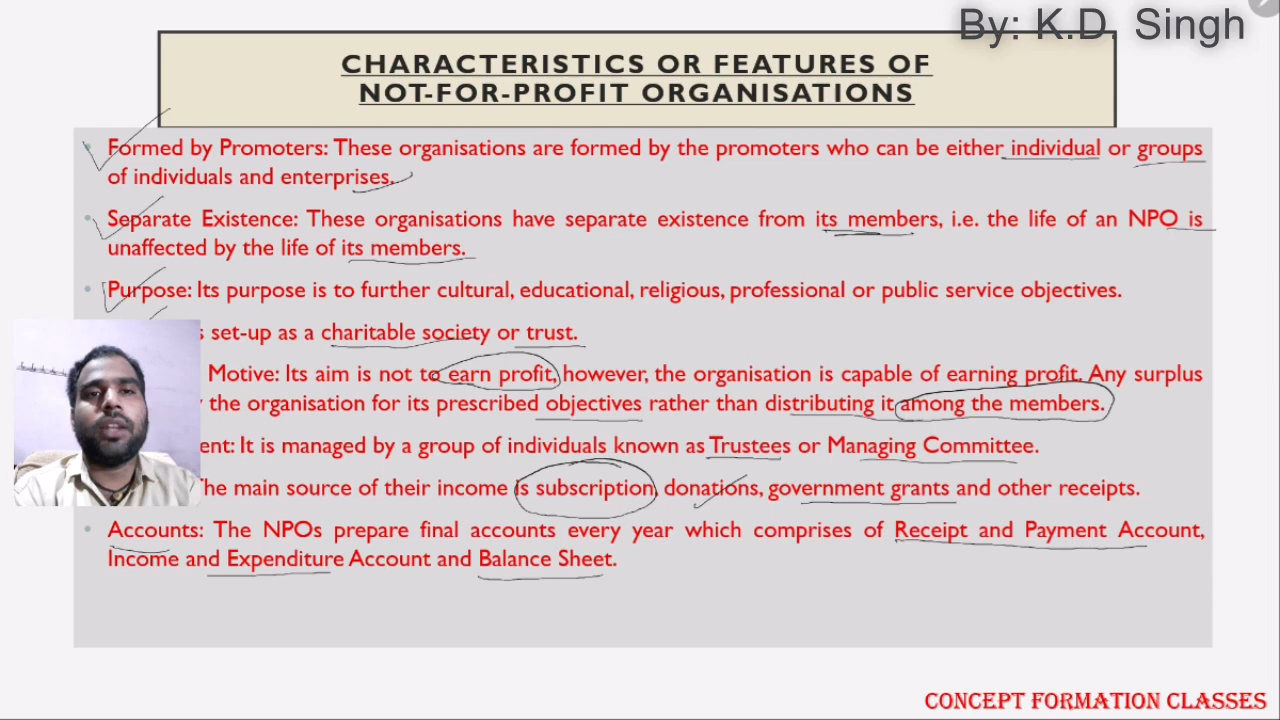 By: K.D. Singh
CHARACTERISTICS OR FEATURES OF
NOT-FOR-PROFIT ORGANISATIONS
Formed by Promoters: These organisations are formed by the promoters who can be either individual or groups
of individuals and enterprises.
Separate Existence: These organisations have separate existence from its members, i.e. the life of an NPO is
unaffected by the life of its members.
Purpose: Its purpose is to further cultural, educational, religious, professional or public service objectives.
set-up as a charitable society or trust.
Motive: Its aim is not to earn profit, however, the organisation is capable of earning profit. Any surplus
the organisation for its prescribed objectives rather than distributing it among the members.
ent: It is managed by a group of individuals known as Trustees or Managing Committee.
The main source of their income is subscription, donations, government grants and other receipts.
Accounts: The NPOs prepare final accounts every year which comprises of Receipt and Payment Account,
Income and Expenditure Account and Balance Sheet.
CONCEPT FORMATION CLASSES